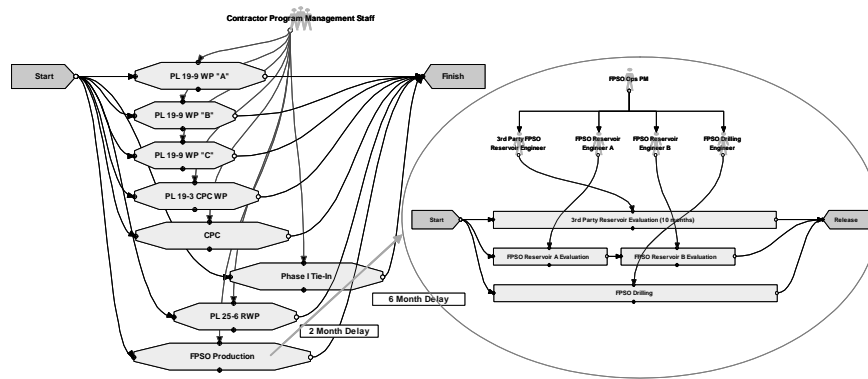 Contractor Program Management Staff
Start
PL 19-9 WP "A"
Finish
PL 19-9 WP "B"
PL 19-9 WP "C"
PL 19-3 CPC WP
CPC
Phase I Tie-In
6 Month Delay
PL 25-6 RWP
2 Month Delay
FPSO Production
FPSO Ops PM
3rd Party FPSO
Reservoir Engineer
FPSO Reservoir
Engineer A
FPSO Reservoir
Engineer B
FPSO Drilling
Engineer
Start
3rd Party Reservoir Evaluation (10 months)
Release
FPSO Reservoir A Evaluation
FPSO Reservoir B Evaluation
FPSO Drilling